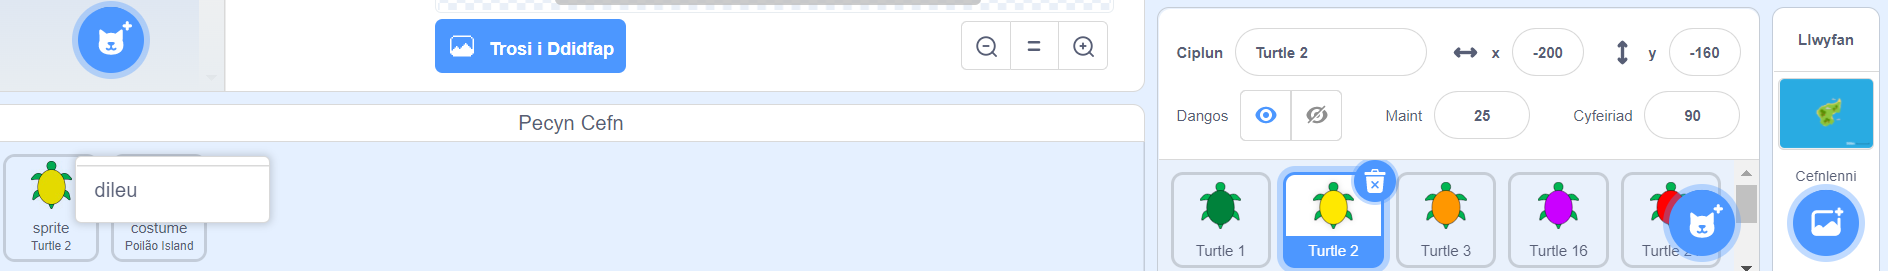 Trosi i Ddidfap
Pecyn Cefn
dileu
sprite
Turtle 2
costume
Poilão Island
Ciplun Turtle 2 x -200 y -160
Dangos Maint 25 Cyfeiriad 90
Turtle 1
Turtle 2
Turtle 3
Turtle 16
Turtle
Llwyfan
Cefnlenni